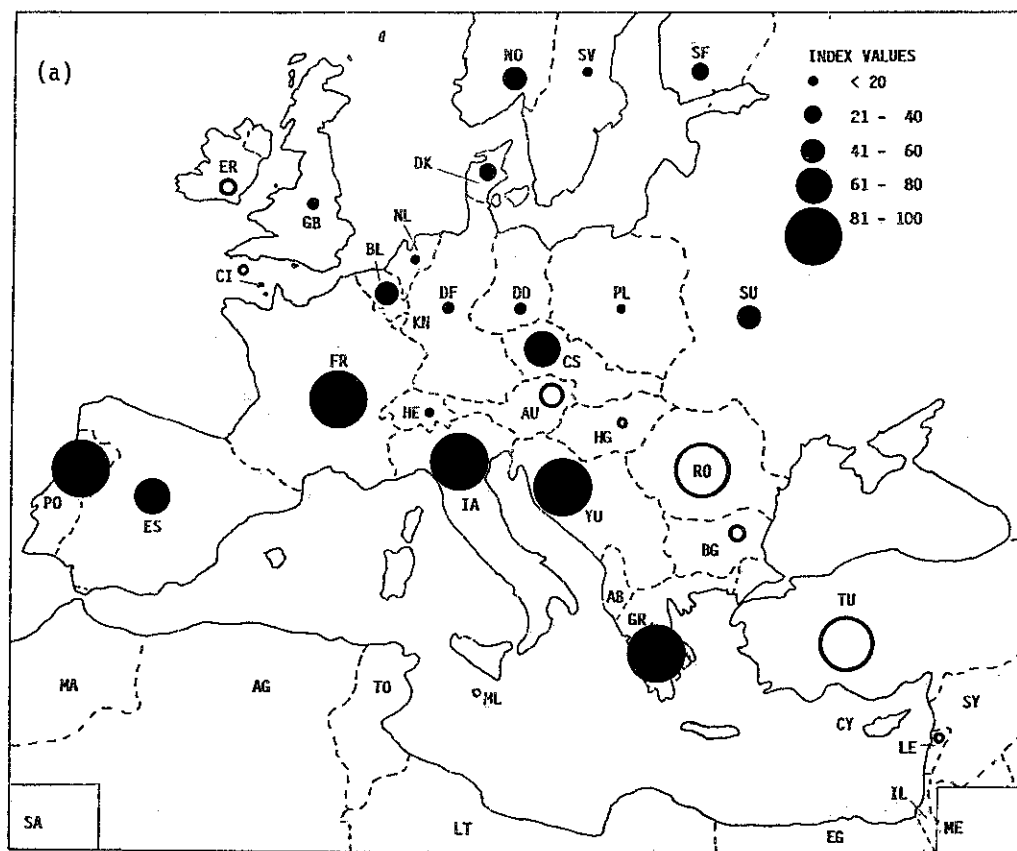 (a)
NO
SV
SF
INDEX VALUES
< 20
21 - 40
41 - 60
61 - 80
81 - 100
ER
DK
GB
NL
BL
CI
KN
DF
DD
PL
SU
CS
FR
HE
AU
HG
RO
PO
ES
IA
YU
BG
AB
GR
TU
MA
AG
TO
ML
CY
SY
LE
IL
SA
LT
EG
ME